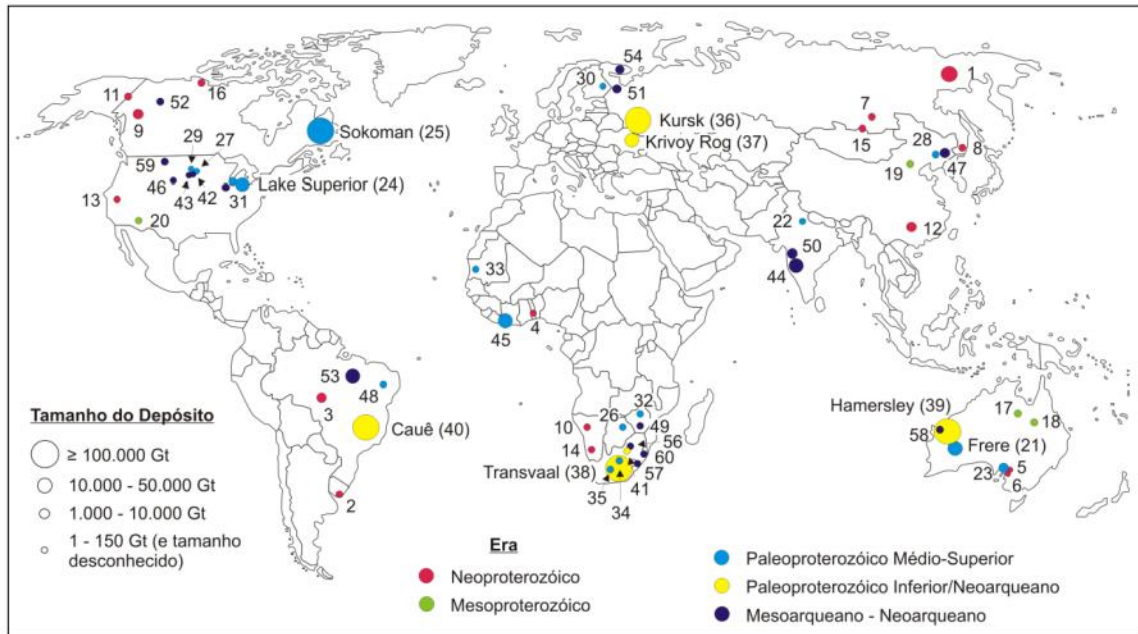 54
30
1
11
16
52
51
7
9
Sokoman (25)
Kursk (36)
29
27
Krivoy Rog (37)
15
28
8
59
Lake Superior (24)
19
47
46
43
42
31
13
20
22
12
50
33
44
4
45
53
48
32
Hamersley (39)
17
3
26
49
18
Tamanho do Depósito
Cauê (40)
10
56
58
Frere (21)
≥ 100.000 Gt
14
60
Transvaal (38)
57
5
10.000 - 50.000 Gt
23
6
2
35
41
1.000 - 10.000 Gt
34
1 - 150 Gt (e tamanho
desconhecido)
Era
Neoproterozóico
Mesoproterozóico
Paleoproterozóico Médio-Superior
Paleoproterozóico Inferior/Neoarqueano
Mesoarqueano - Neoarqueano